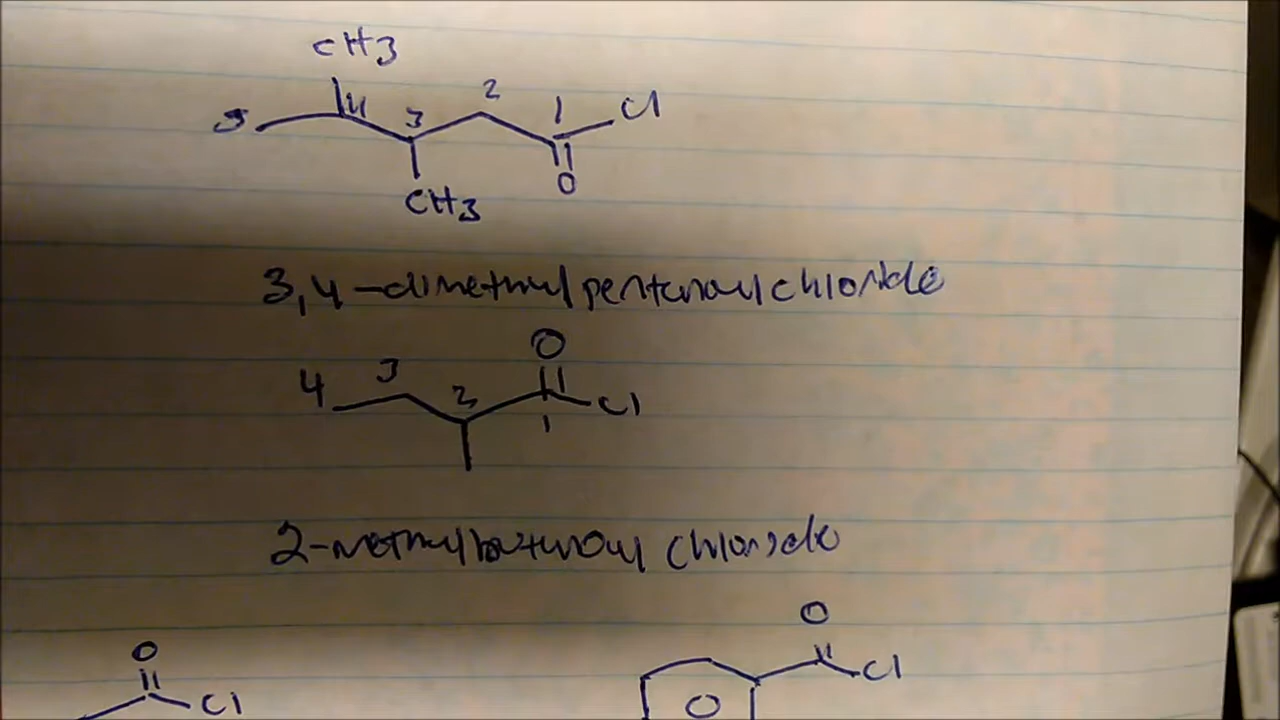 CH3
5 4 3 2 1 Cl
O
CH3
3,4-dimethylpentanoyl chloride
O
4 3 2 1 Cl
2-methylbutanoyl chloride
O O
Cl O Cl